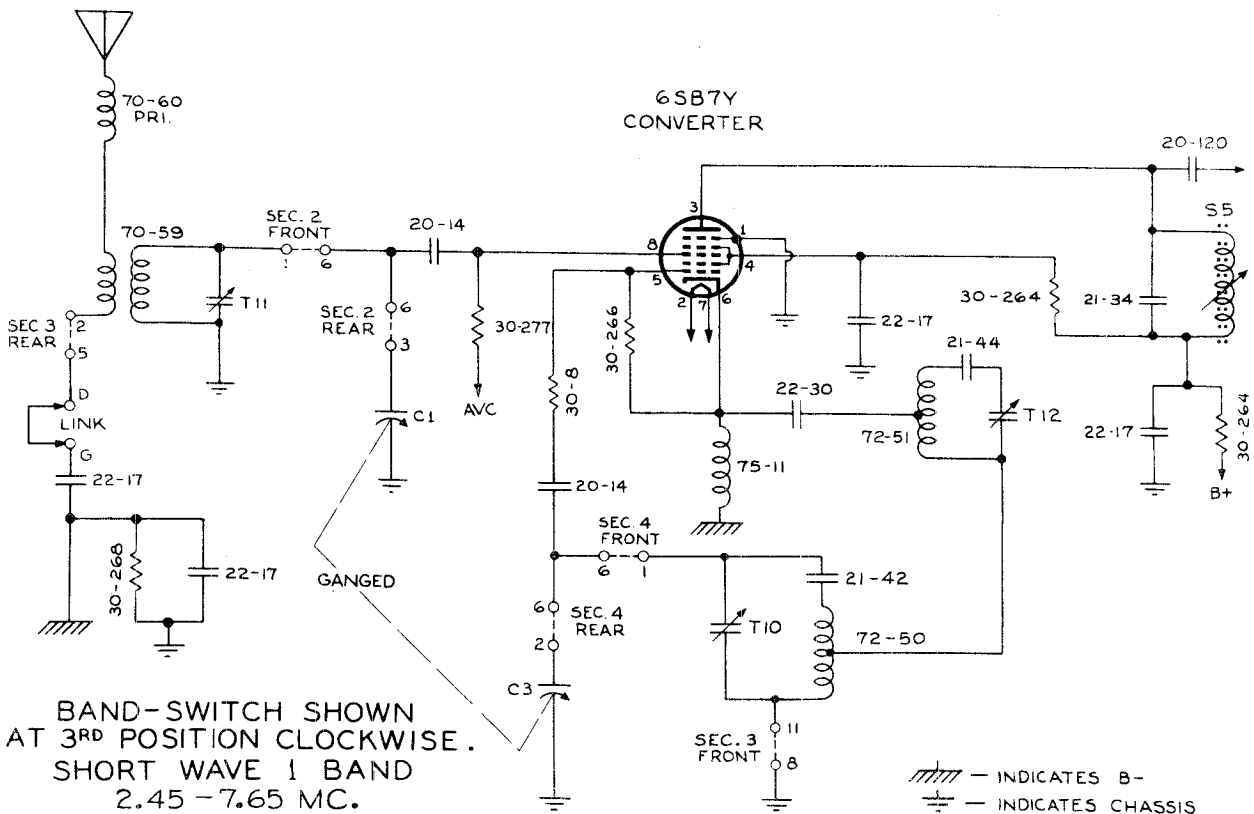 70-60
PRI.
6SB7Y
CONVERTER
20-120
3
1
S5
SEC. 2
FRONT
20-14
70-59
8
4
1
6
5
T11
2
7
6
6
SEC. 2
REAR
3
30-277
30-266
22-17
30-264
21-34
2
SEC 3
REAR
5
21-44
30-8
AVC
C1
22-30
T12
D
LINK
G
72-51
22-17
30-264
75-11
22-17
20-14
B+
SEC. 4
FRONT
6
1
30-268
22-17
GANGED
21-42
6
SEC. 4
REAR
2
T10
72-50
C3
BAND-SWITCH SHOWN
AT 3RD POSITION CLOCKWISE.
SHORT WAVE 1 BAND
2.45-7.65 MC.
11
SEC. 3
FRONT
8
— INDICATES B-
— INDICATES CHASSIS